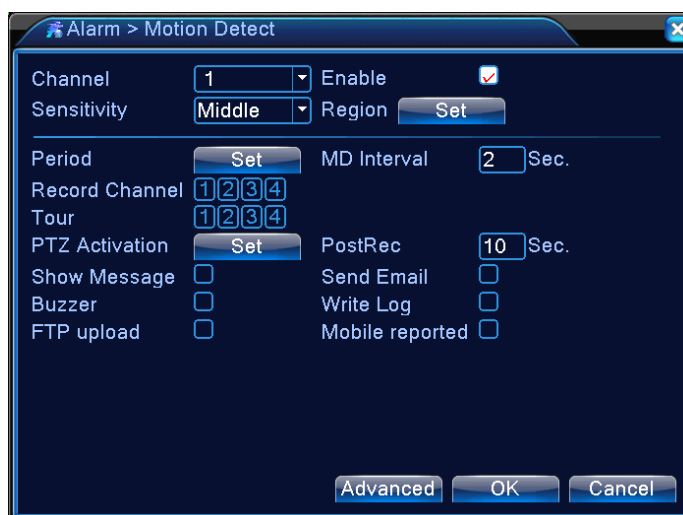 Alarm > Motion Detect
Channel 1 Enable
Sensitivity Middle Region Set
Period Set MD Interval 2 Sec.
Record Channel 1 2 3 4
Tour 1 2 3 4
PTZ Activation Set PostRec 10 Sec.
Show Message Send Email
Buzzer Write Log
FTP upload Mobile reported
Advanced OK Cancel